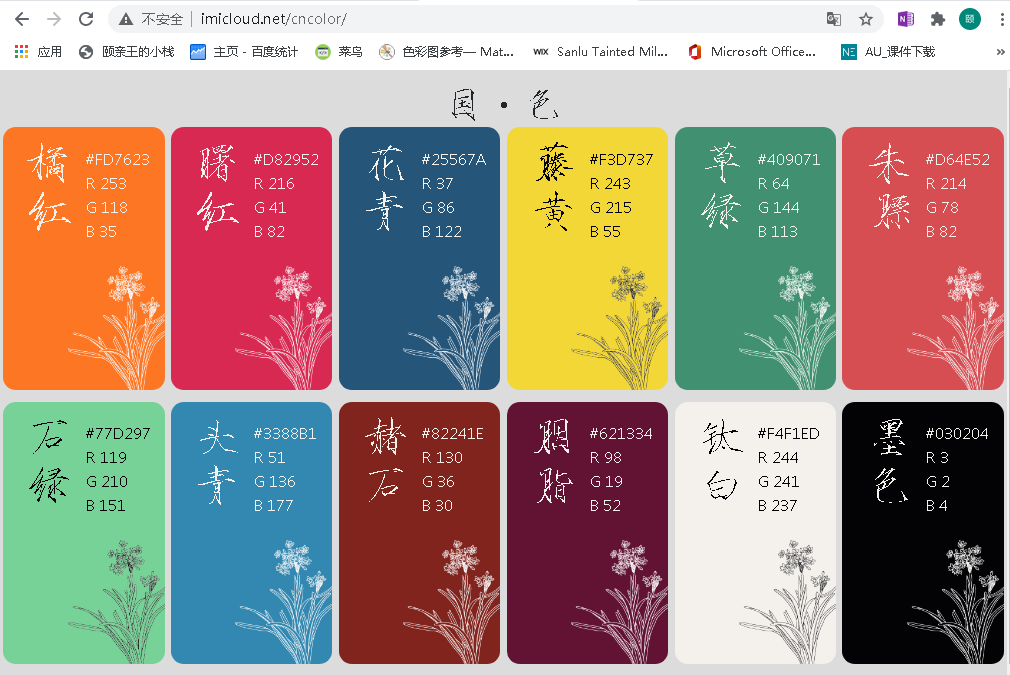 不安全 | imicloud.net/cncolor/
应用 颐亲王的小栈 主页 - 百度统计 菜鸟 色彩图参考— Mat... WIX Sanlu Tainted Mil... Microsoft Office... AU_课件下载 »
国·色
橘红
#FD7623
R 253
G 118
B 35
曙红
#D82952
R 216
G 41
B 82
花青
#25567A
R 37
G 86
B 122
藤黄
#F3D737
R 243
G 215
B 55
草绿
#409071
R 64
G 144
B 113
朱磦
#D64E52
R 214
G 78
B 82
石绿
#77D297
R 119
G 210
B 151
头青
#3388B1
R 51
G 136
B 177
赭石
#82241E
R 130
G 36
B 30
胭脂
#621334
R 98
G 19
B 52
钛白
#F4F1ED
R 244
G 241
B 237
墨色
#030204
R 3
G 2
B 4